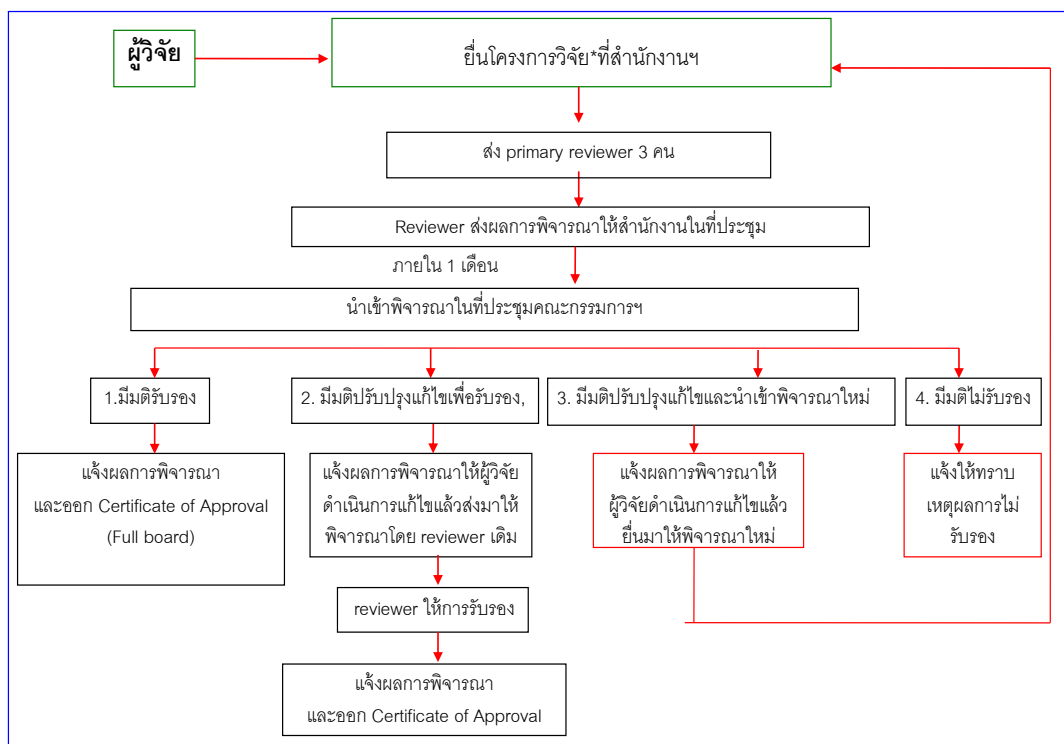 ผู้วิจัย
ยื่นโครงการวิจัย*ที่สำนักงานฯ
ส่ง primary reviewer 3 คน
Reviewer ส่งผลการพิจารณาให้สำนักงานในที่ประชุม
ภายใน 1 เดือน
นำเข้าพิจารณาในที่ประชุมคณะกรรมการฯ
1.มีมติรับรอง
2. มีมติปรับปรุงแก้ไขเพื่อรับรอง,
3. มีมติปรับปรุงแก้ไขและนำเข้าพิจารณาใหม่
4. มีมติไม่รับรอง
แจ้งผลการพิจารณา
และออก Certificate of Approval
(Full board)
แจ้งผลการพิจารณาให้ผู้วิจัย
ดำเนินการแก้ไขแล้วส่งมาให้
พิจารณาโดย reviewer เดิม
แจ้งผลการพิจารณาให้
ผู้วิจัยดำเนินการแก้ไขแล้ว
ยื่นมาให้พิจารณาใหม่
แจ้งให้ทราบ
เหตุผลการไม่
รับรอง
reviewer ให้การรับรอง
แจ้งผลการพิจารณา
และออก Certificate of Approval